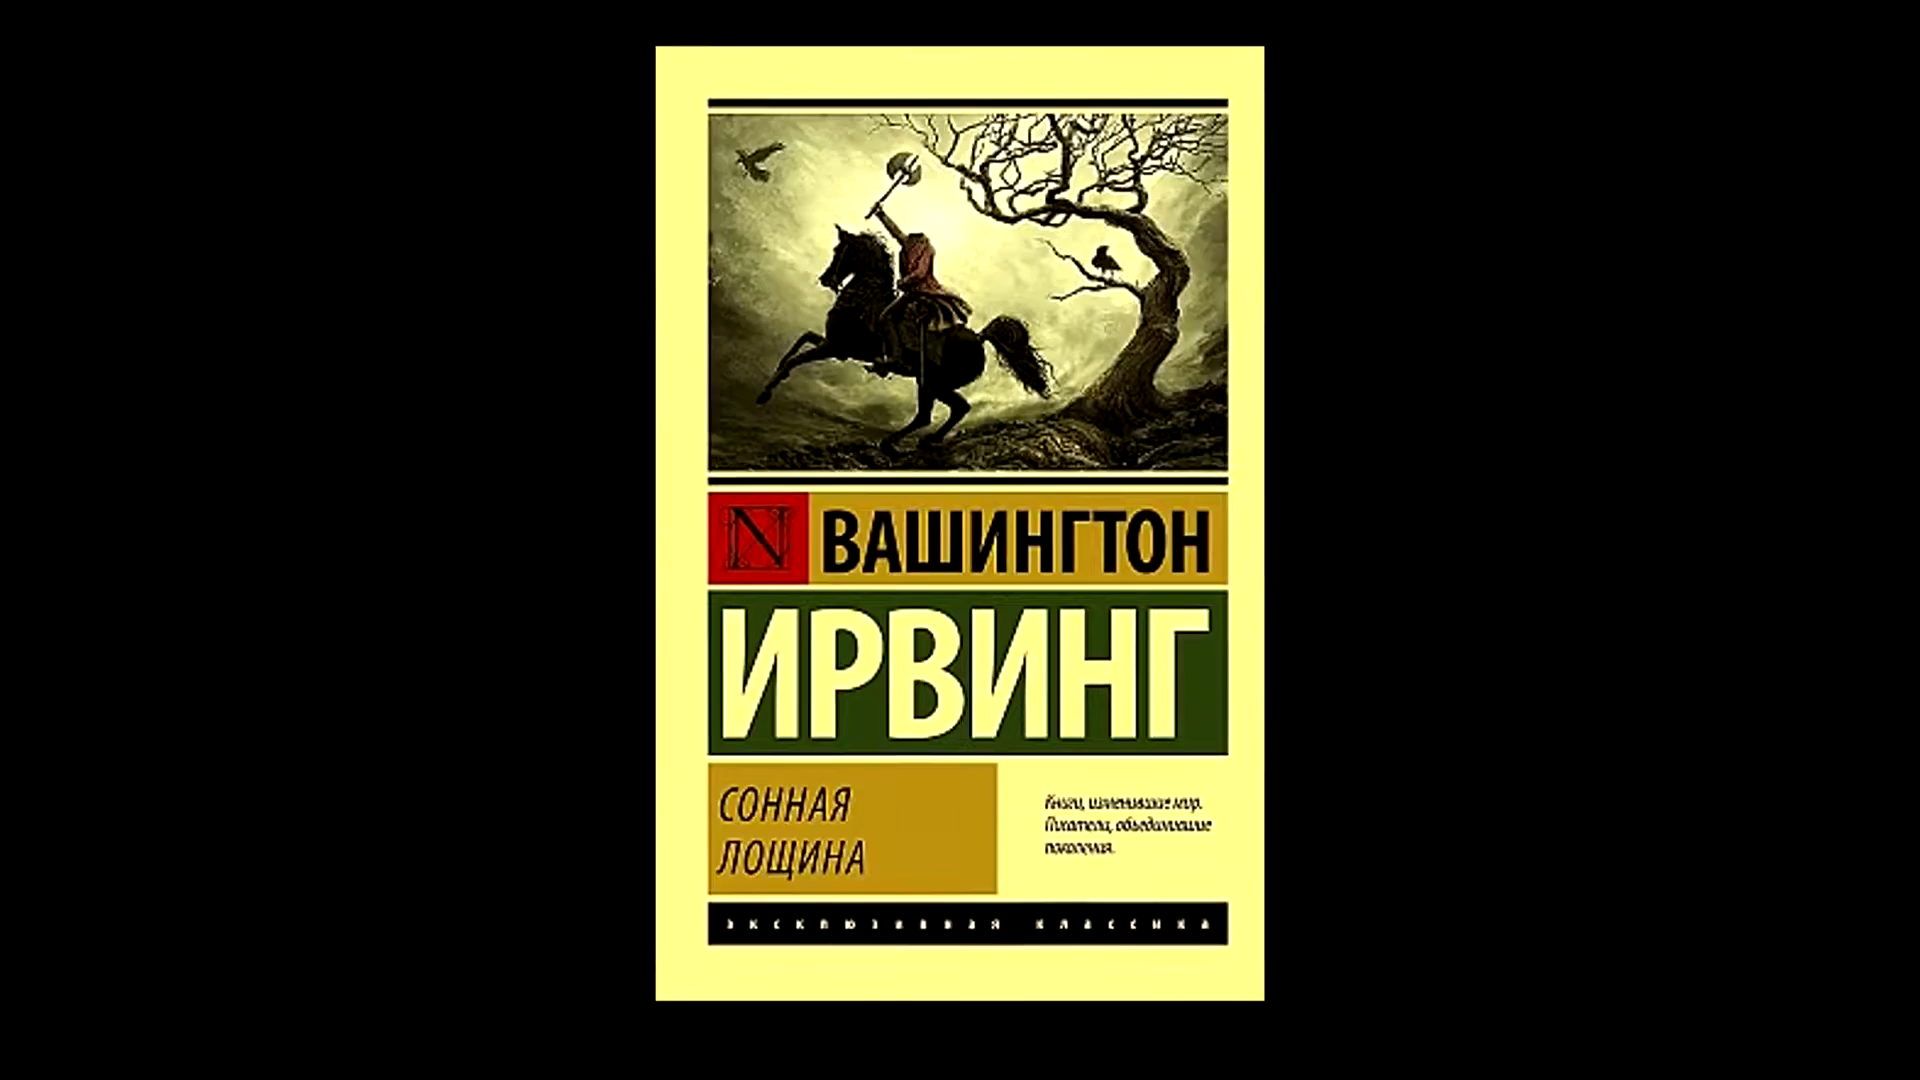 N ВАШИНГТОН
ИРВИНГ
СОННАЯ
ЛОЩИНА
Книги, изменившие мир.
Писатели, объединившие
поколения.
эксклюзивная классика